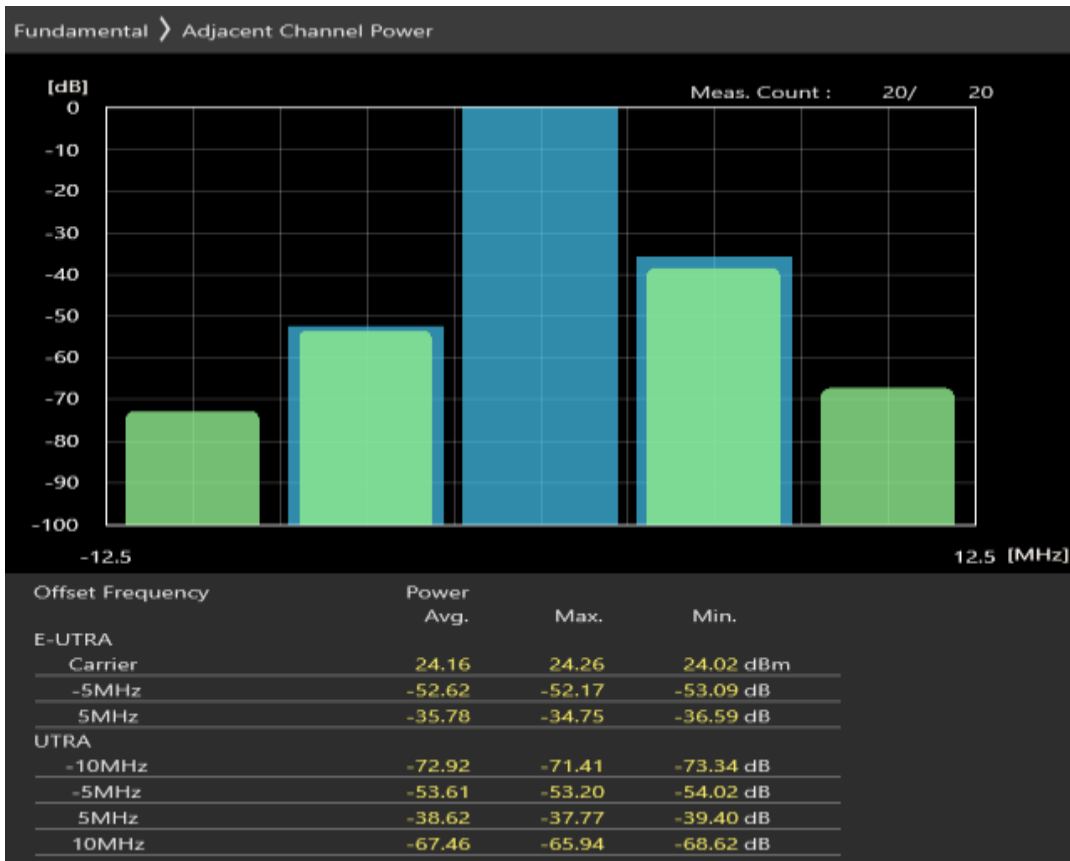 Fundamental 〉 Adjacent Channel Power
[dB]
Meas. Count : 20/ 20
0
-10
-20
-30
-40
-50
-60
-70
-80
-90
-100
-12.5 12.5 [MHz]
Offset Frequency Power
Avg. Max. Min.
E-UTRA
Carrier 24.16 24.26 24.02 dBm
-5MHz -52.62 -52.17 -53.09 dB
5MHz -35.78 -34.75 -36.59 dB
UTRA
-10MHz -72.92 -71.41 -73.34 dB
-5MHz -53.61 -53.20 -54.02 dB
5MHz -38.62 -37.77 -39.40 dB
10MHz -67.46 -65.94 -68.62 dB